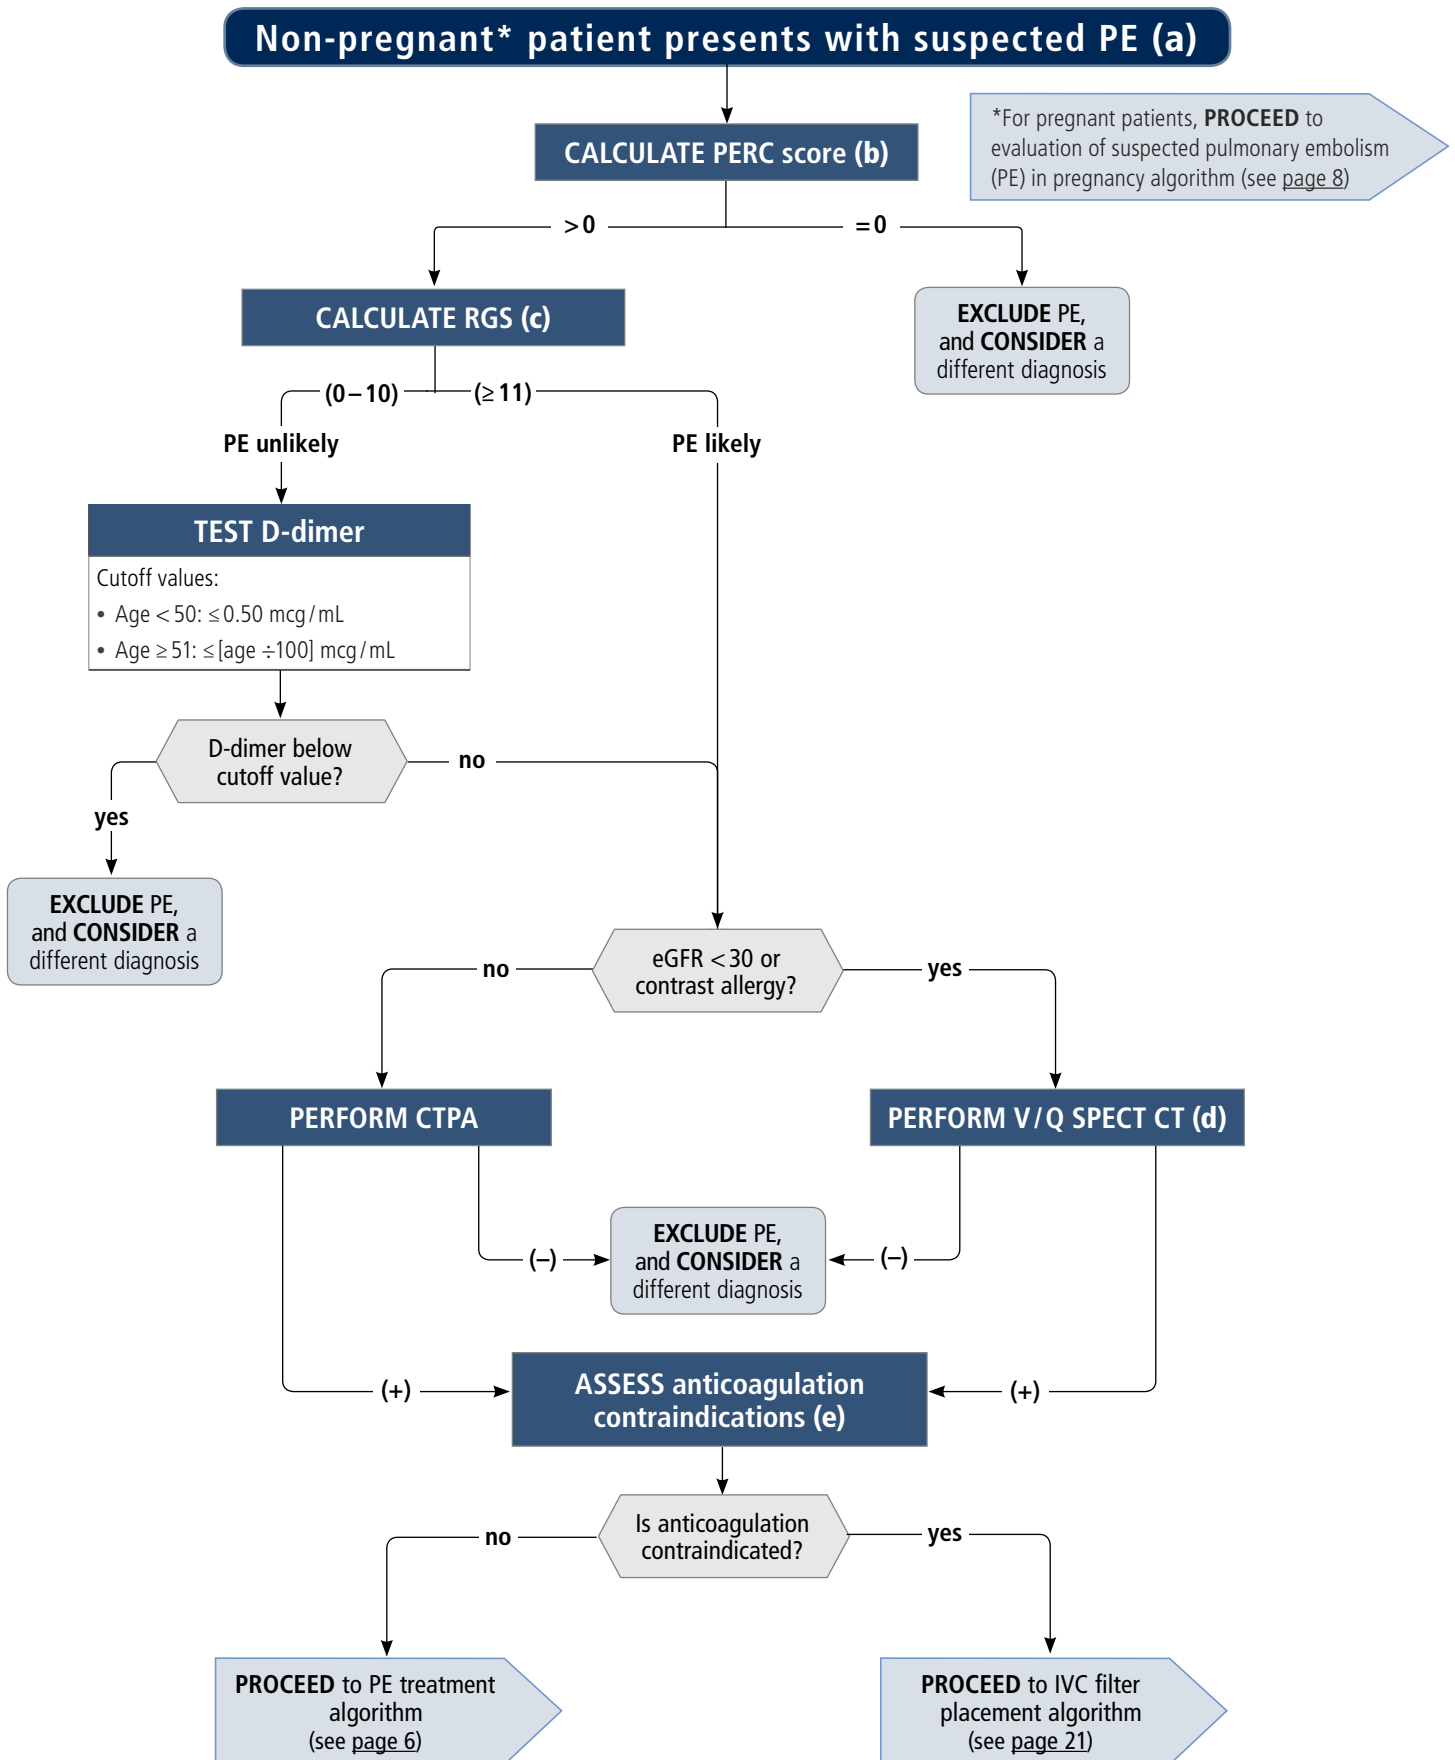 Non-pregnant* patient presents with suspected PE (a)
*For pregnant patients, PROCEED to
evaluation of suspected pulmonary embolism
(PE) in pregnancy algorithm (see page 8)
CALCULATE PERC score (b)
>0
=0
CALCULATE RGS (c)
EXCLUDE PE,
and CONSIDER a
different diagnosis
(0–10)
(≥ 11)
PE unlikely
PE likely
TEST D-dimer
Cutoff values:
• Age < 50: ≤ 0.50 mcg/mL
• Age ≥ 51: ≤ [age ÷100] mcg/mL
D-dimer below
cutoff value?
no
yes
EXCLUDE PE,
and CONSIDER a
different diagnosis
eGFR < 30 or
contrast allergy?
no
yes
PERFORM CTPA
PERFORM V/Q SPECT CT (d)
EXCLUDE PE,
and CONSIDER a
different diagnosis
(–)
(–)
ASSESS anticoagulation
contraindications (e)
(+)
(+)
Is anticoagulation
contraindicated?
no
yes
PROCEED to PE treatment
algorithm
(see page 6)
PROCEED to IVC filter
placement algorithm
(see page 21)